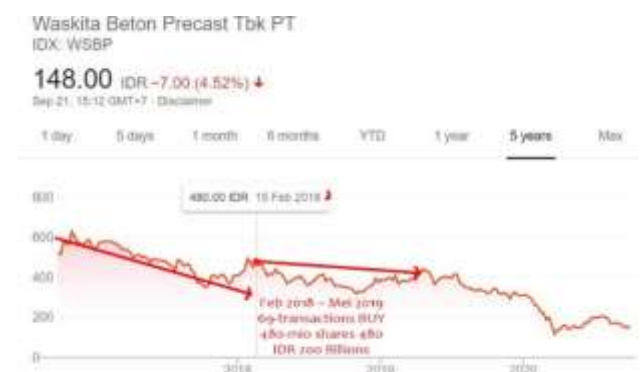 Waskita Beton Precast Tbk PT
IDX: WSBP
148.00 IDR −7.00 (4.52%) ↓
Sep 21, 15:12 GMT+7 · Disclaimer
1 day 5 days 1 month 6 months YTD 1 year 5 years Max
800
480.00 IDR 15 Feb 2018
600
400
Feb 2018 – Mei 2019
69-transactions BUY
480-mio shares 480
IDR 200 Billions
200
0
2018 2019 2020